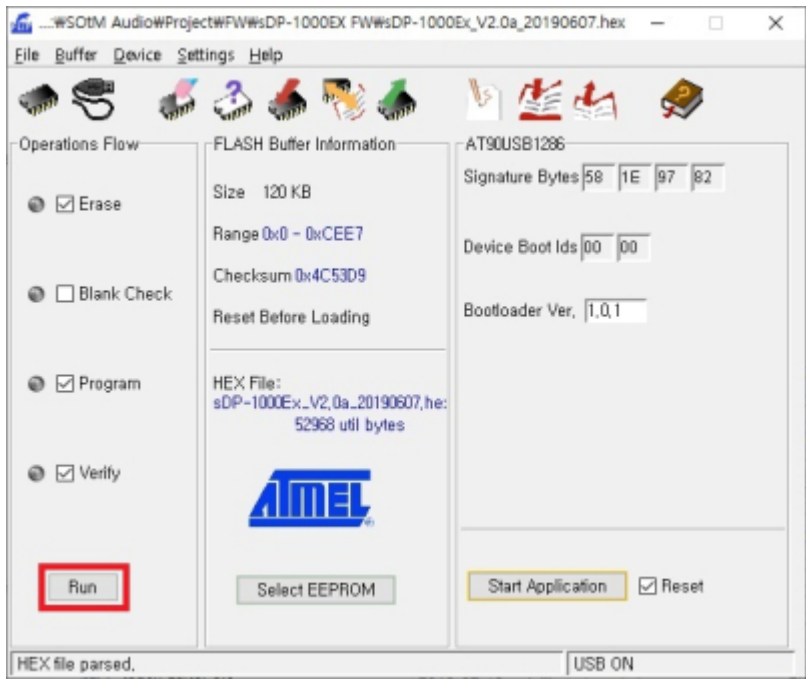 ...₩SOtM Audio₩Project₩FW₩sDP-1000EX FW₩sDP-1000Ex_V2.0a_20190607.hex
File Buffer Device Settings Help
Operations Flow
Erase
Blank Check
Program
Verify
Run
FLASH Buffer Information
Size 120 KB
Range 0x0 - 0xCEE7
Checksum 0x4C53D9
Reset Before Loading
HEX File:
sDP-1000Ex_V2,0a_20190607,he:
52968 util bytes
ATMEL
Select EEPROM
AT90USB1286
Signature Bytes 58 1E 97 82
Device Boot Ids 00 00
Bootloader Ver, 1,0,1
Start Application Reset
HEX file parsed,
USB ON